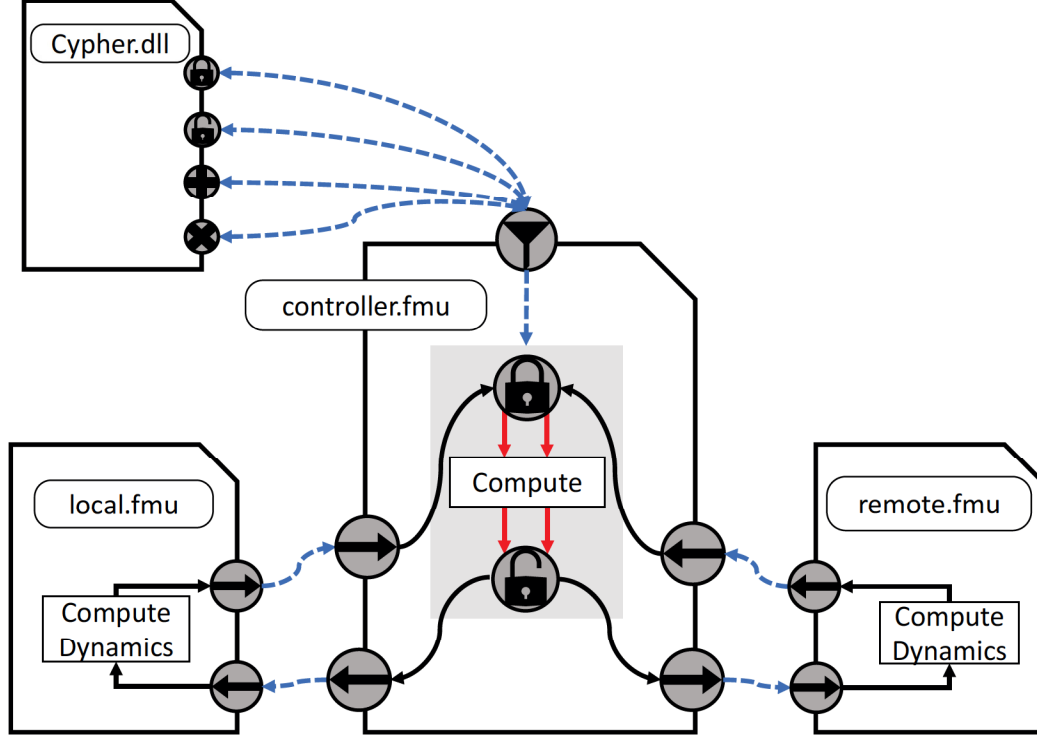 Cypher.dll
controller.fmu
Compute
local.fmu
remote.fmu
Compute
Dynamics
Compute
Dynamics